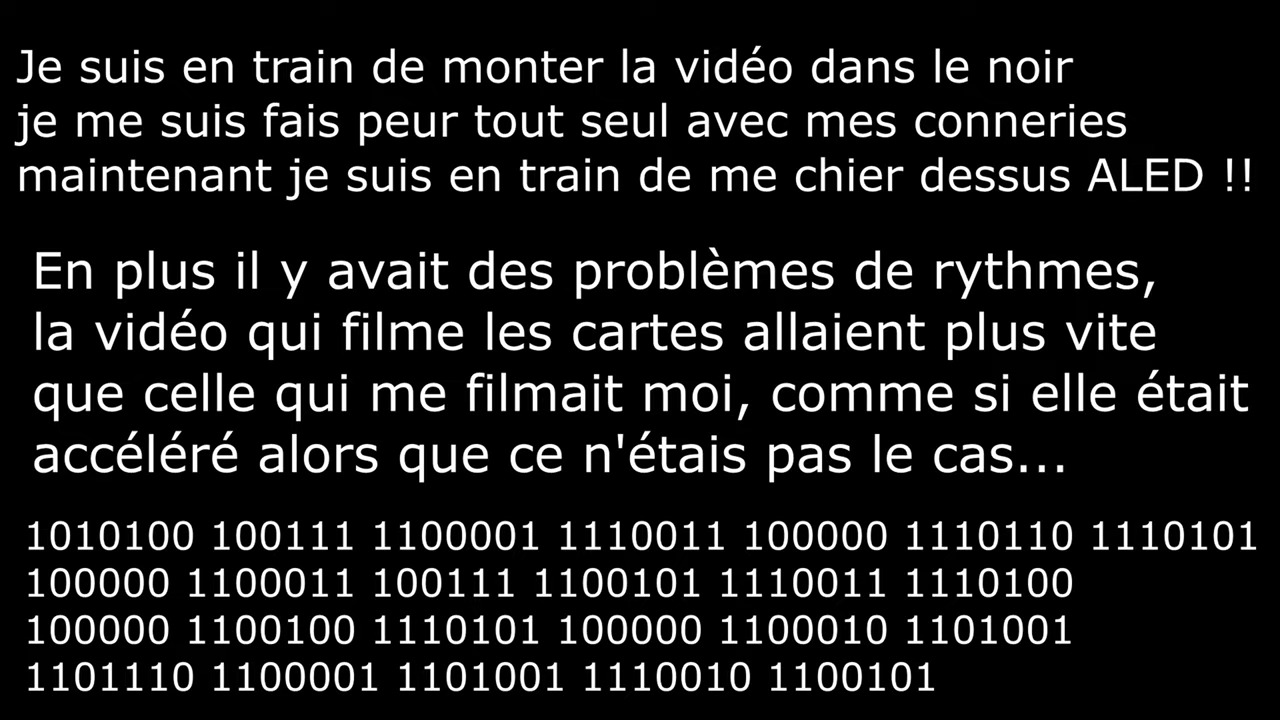 Je suis en train de monter la vidéo dans le noir
je me suis fais peur tout seul avec mes conneries
maintenant je suis en train de me chier dessus ALED !!
En plus il y avait des problèmes de rythmes,
la vidéo qui filme les cartes allaient plus vite
que celle qui me filmait moi, comme si elle était
accéléré alors que ce n'étais pas le cas...
1010100 100111 1100001 1110011 100000 1110110 1110101
100000 1100011 100111 1100101 1110011 1110100
100000 1100100 1110101 100000 1100010 1101001
1101110 1100001 1101001 1110010 1100101